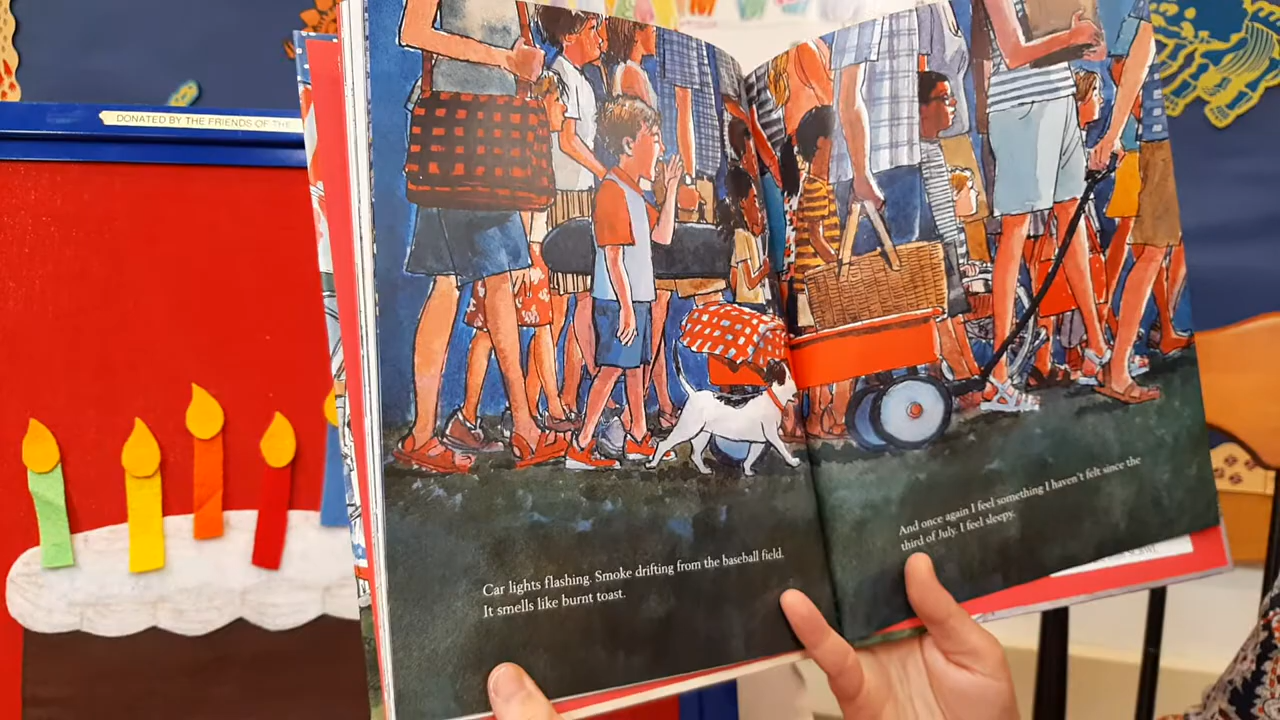 DONATED BY THE FRIENDS OF THE
Car lights flashing. Smoke drifting from the baseball field.
It smells like burnt toast.
And once again I feel something I haven't felt since the
third of July. I feel sleepy.